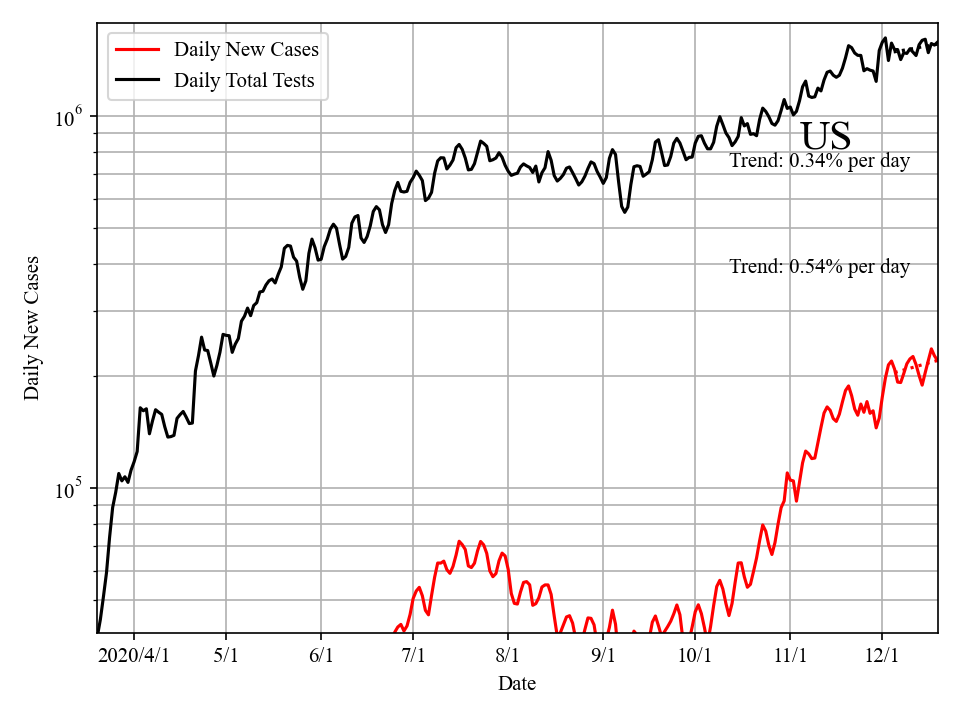 Daily New Cases
Daily Total Tests
US
Trend: 0.34% per day
Trend: 0.54% per day
10^6
10^5
Daily New Cases
2020/4/1 5/1 6/1 7/1 8/1 9/1 10/1 11/1 12/1
Date